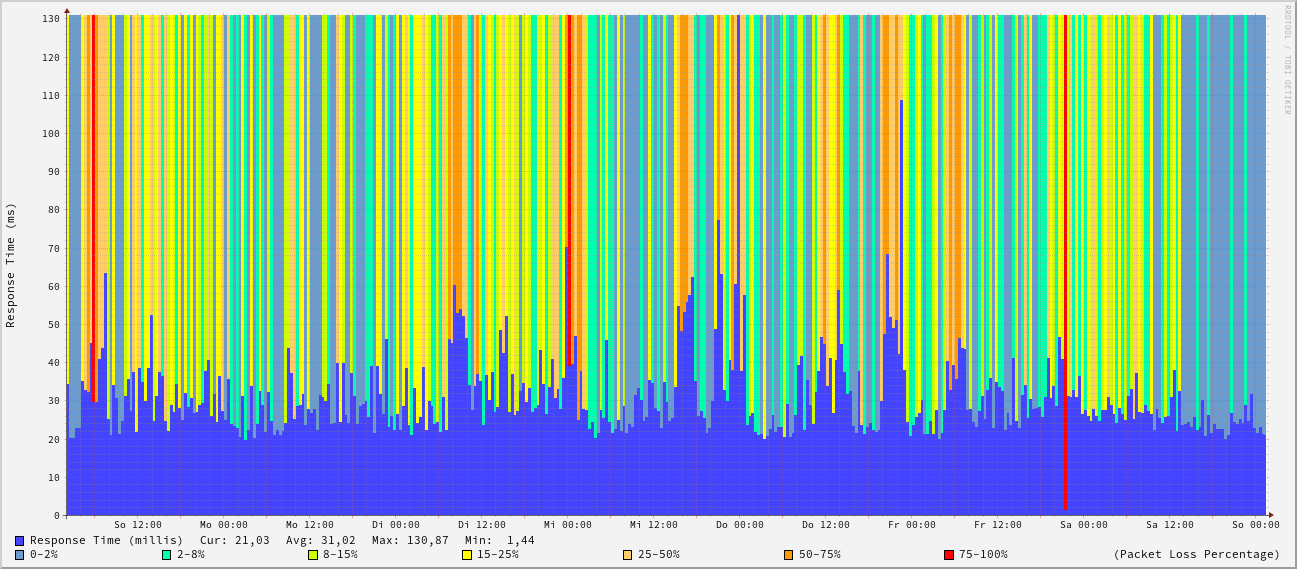 RRDTOOL / TOBI OETIKER
Response Time (ms)
130
120
110
100
90
80
70
60
50
40
30
20
10
0
So 12:00 Mo 00:00 Mo 12:00 Di 00:00 Di 12:00 Mi 00:00 Mi 12:00 Do 00:00 Do 12:00 Fr 00:00 Fr 12:00 Sa 00:00 Sa 12:00 So 00:00
Response Time (millis) Cur: 21,03 Avg: 31,02 Max: 130,87 Min: 1,44
0-2% 2-8% 8-15% 15-25% 25-50% 50-75% 75-100% (Packet Loss Percentage)